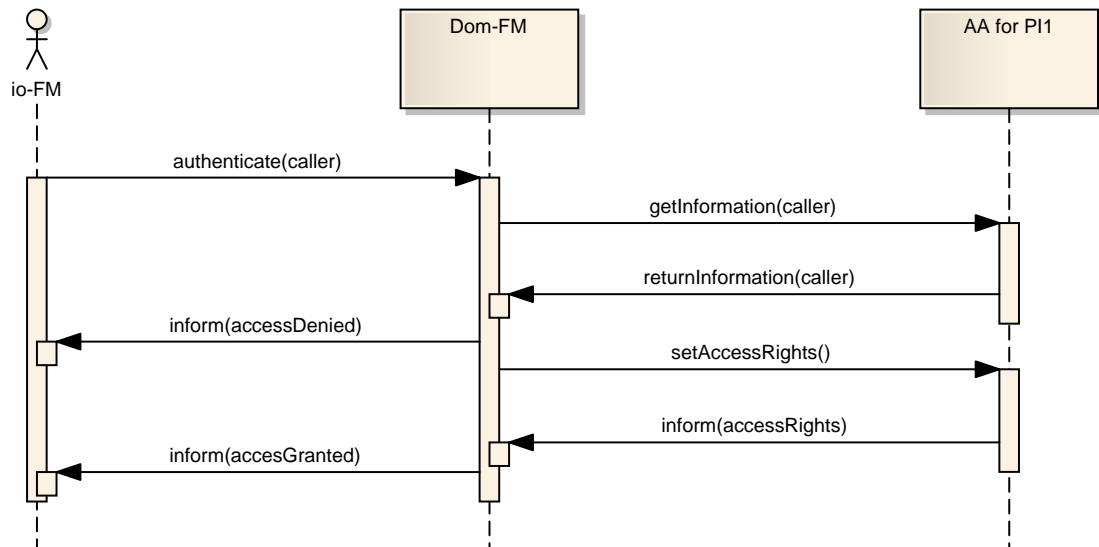 Dom-FM
AA for PI1
io-FM
authenticate(caller)
getInformation(caller)
returnInformation(caller)
inform(accessDenied)
setAccessRights()
inform(accessRights)
inform(accesGranted)